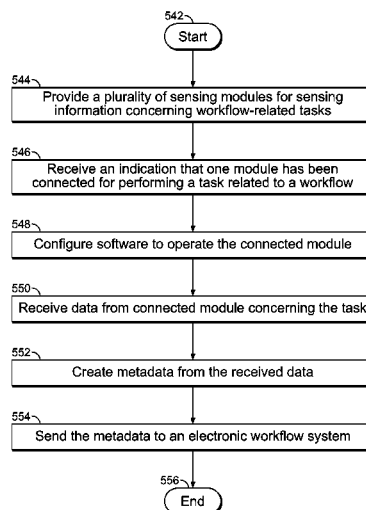 542
Start
544
Provide a plurality of sensing modules for sensing
information concerning workflow-related tasks
546
Receive an indication that one module has been
connected for performing a task related to a workflow
548
Configure software to operate the connected module
550
Receive data from connected module concerning the task
552
Create metadata from the received data
554
Send the metadata to an electronic workflow system
556
End